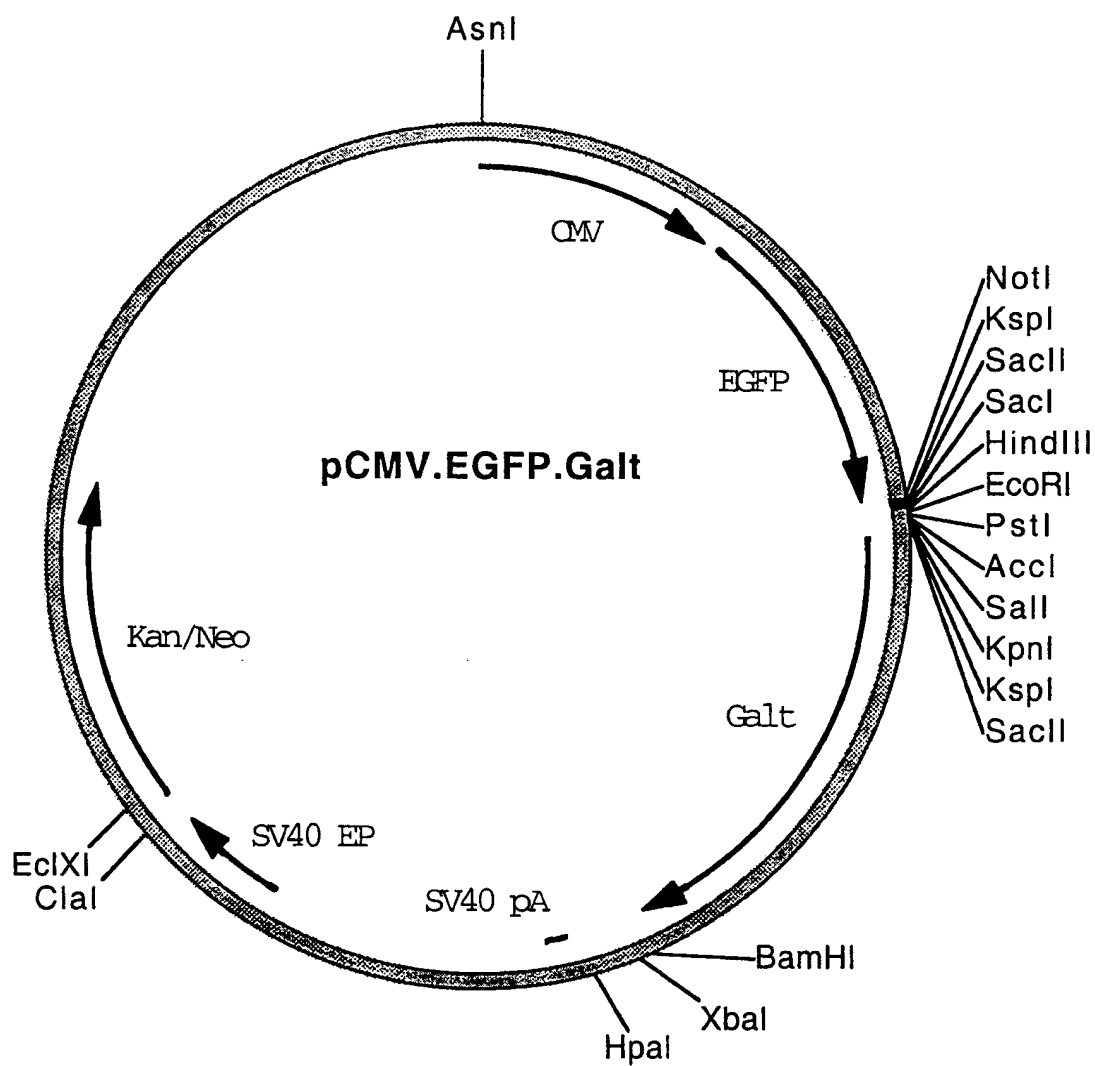 AsnI
CMV
EGFP
NotI
KspI
SacII
SacI
HindIII
EcoRI
PstI
AccI
SalI
KpnI
KspI
SacII
pCMV.EGFP.Galt
Kan/Neo
Galt
SV40 EP
EclXI
ClaI
SV40 pA
BamHI
XbaI
HpaI